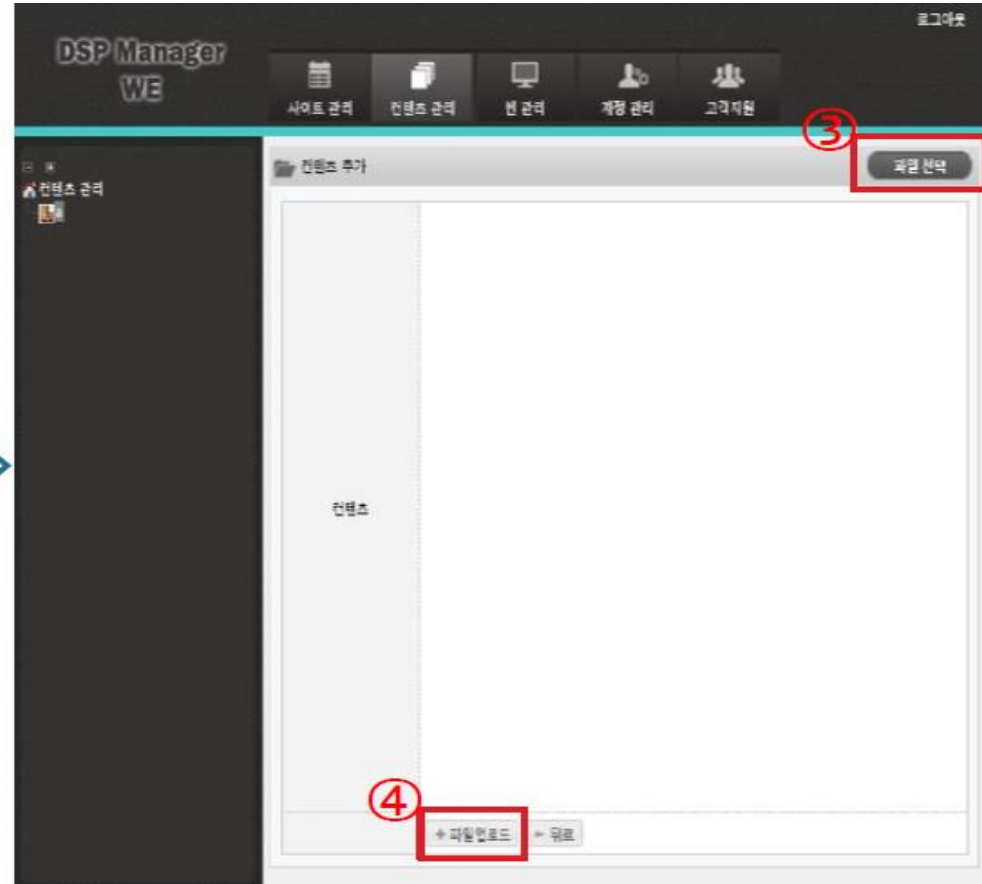 로그아웃
DSP Manager
WE
사이트 관리 컨텐츠 관리 씬 관리 계정 관리 고객지원
③
컨텐츠 추가 파일 선택
컨텐츠 관리
컨텐츠
④
+ 파일업로드 ← 뒤로